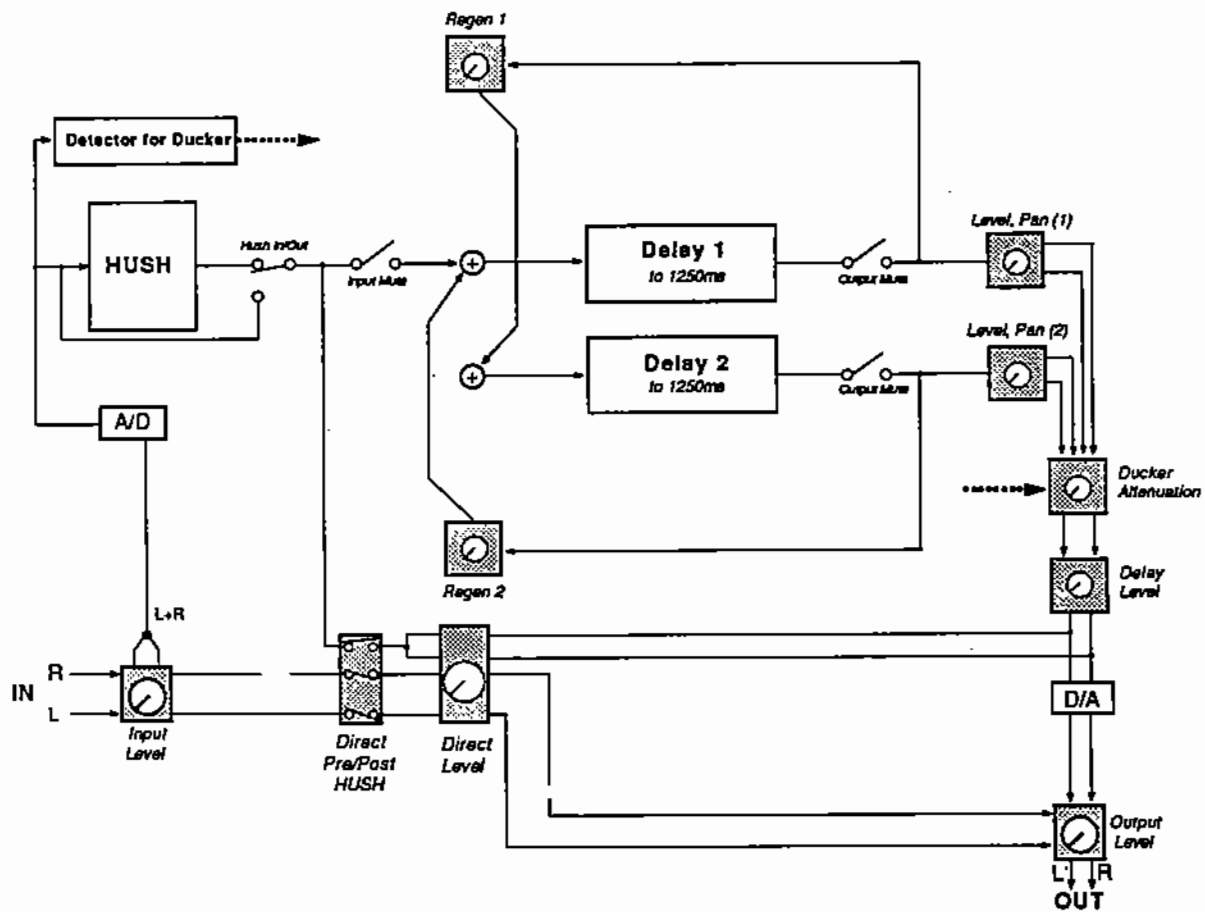 Regen 1
Detector for Ducker
HUSH
Hush In/Out
Input Mute
Delay 1
to 1250ms
Output Mute
Level, Pan (1)
Delay 2
to 1250ms
Output Mute
Level, Pan (2)
A/D
Ducker
Attenuation
Regen 2
Delay
Level
L+R
IN
R
L
Input
Level
Direct
Pre/Post
HUSH
Direct
Level
D/A
Output
Level
L
R
OUT